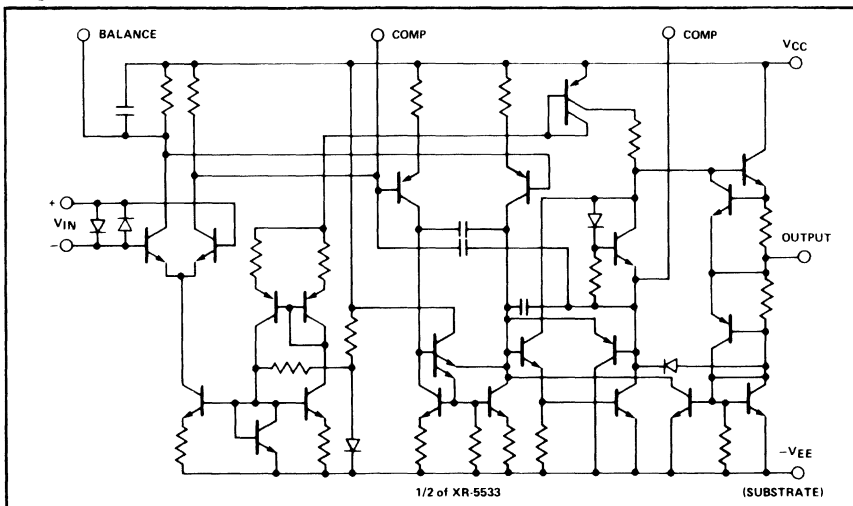 BALANCE
COMP
COMP
VCC
+
VIN
−
OUTPUT
−VEE
1/2 of XR-5533
(SUBSTRATE)